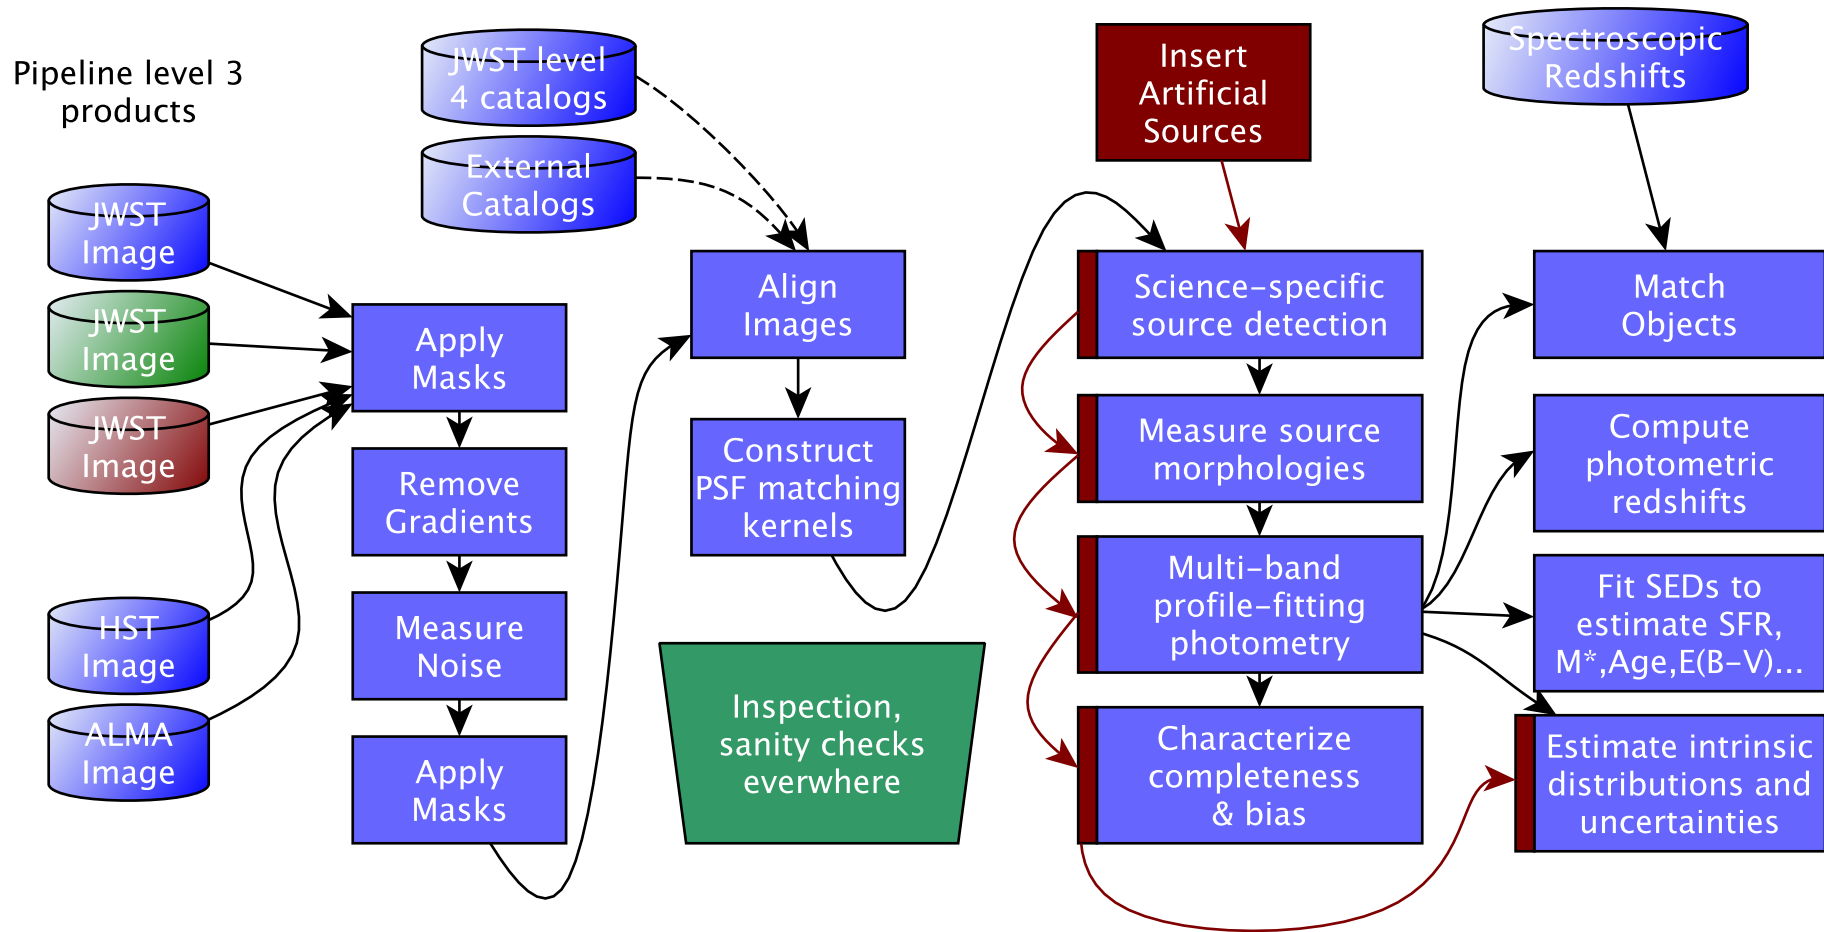 Pipeline level 3
products
JWST
Image
JWST
Image
JWST
Image
HST
Image
ALMA
Image
JWST level
4 catalogs
External
Catalogs
Apply
Masks
Remove
Gradients
Measure
Noise
Apply
Masks
Align
Images
Construct
PSF matching
kernels
Inspection,
sanity checks
everwhere
Insert
Artificial
Sources
Science-specific
source detection
Measure source
morphologies
Multi-band
profile-fitting
photometry
Characterize
completeness
& bias
Spectroscopic
Redshifts
Match
Objects
Compute
photometric
redshifts
Fit SEDs to
estimate SFR,
M*,Age,E(B-V)...
Estimate intrinsic
distributions and
uncertainties